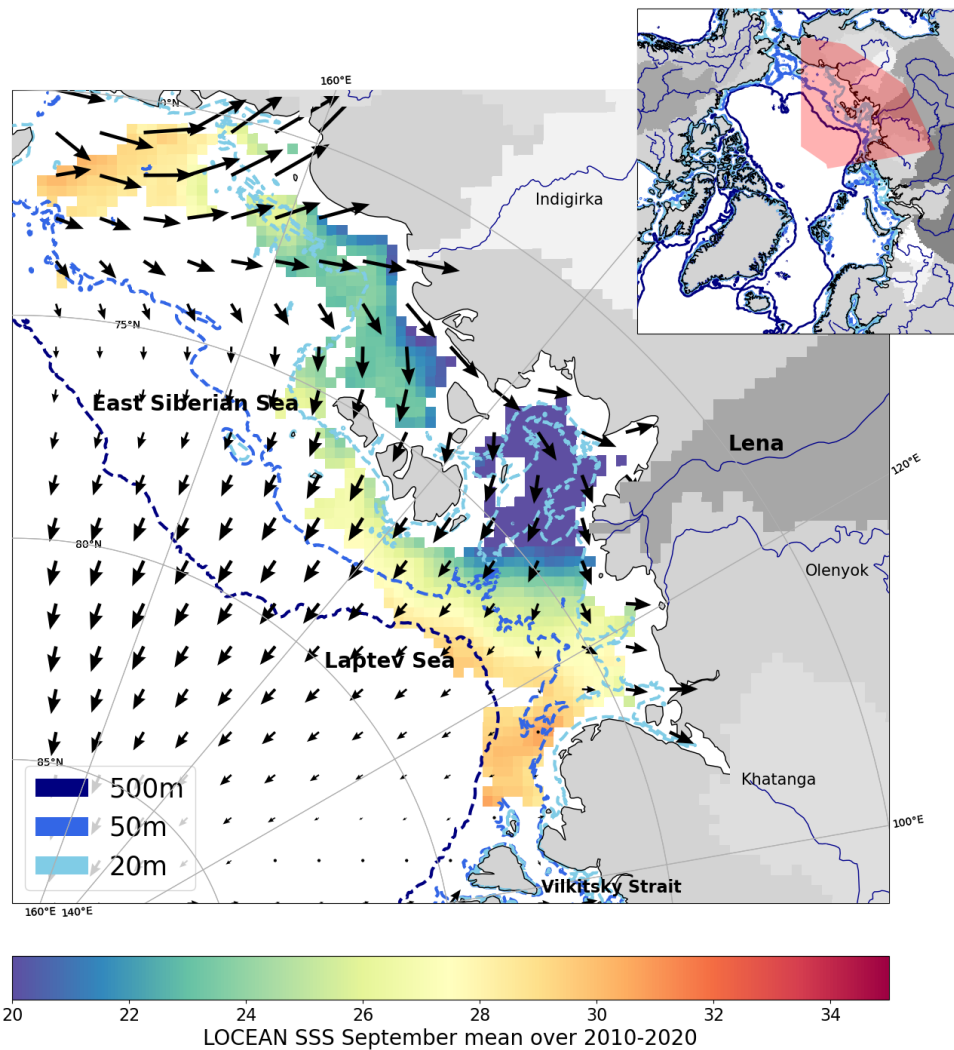 160°E
0°N
Indigirka
75°N
East Siberian Sea
Lena
120°E
80°N
Olenyok
Laptev Sea
85°N
Khatanga
500m
50m
20m
100°E
Vilkitsky Strait
160°E 140°E
20 22 24 26 28 30 32 34
LOCEAN SSS September mean over 2010-2020